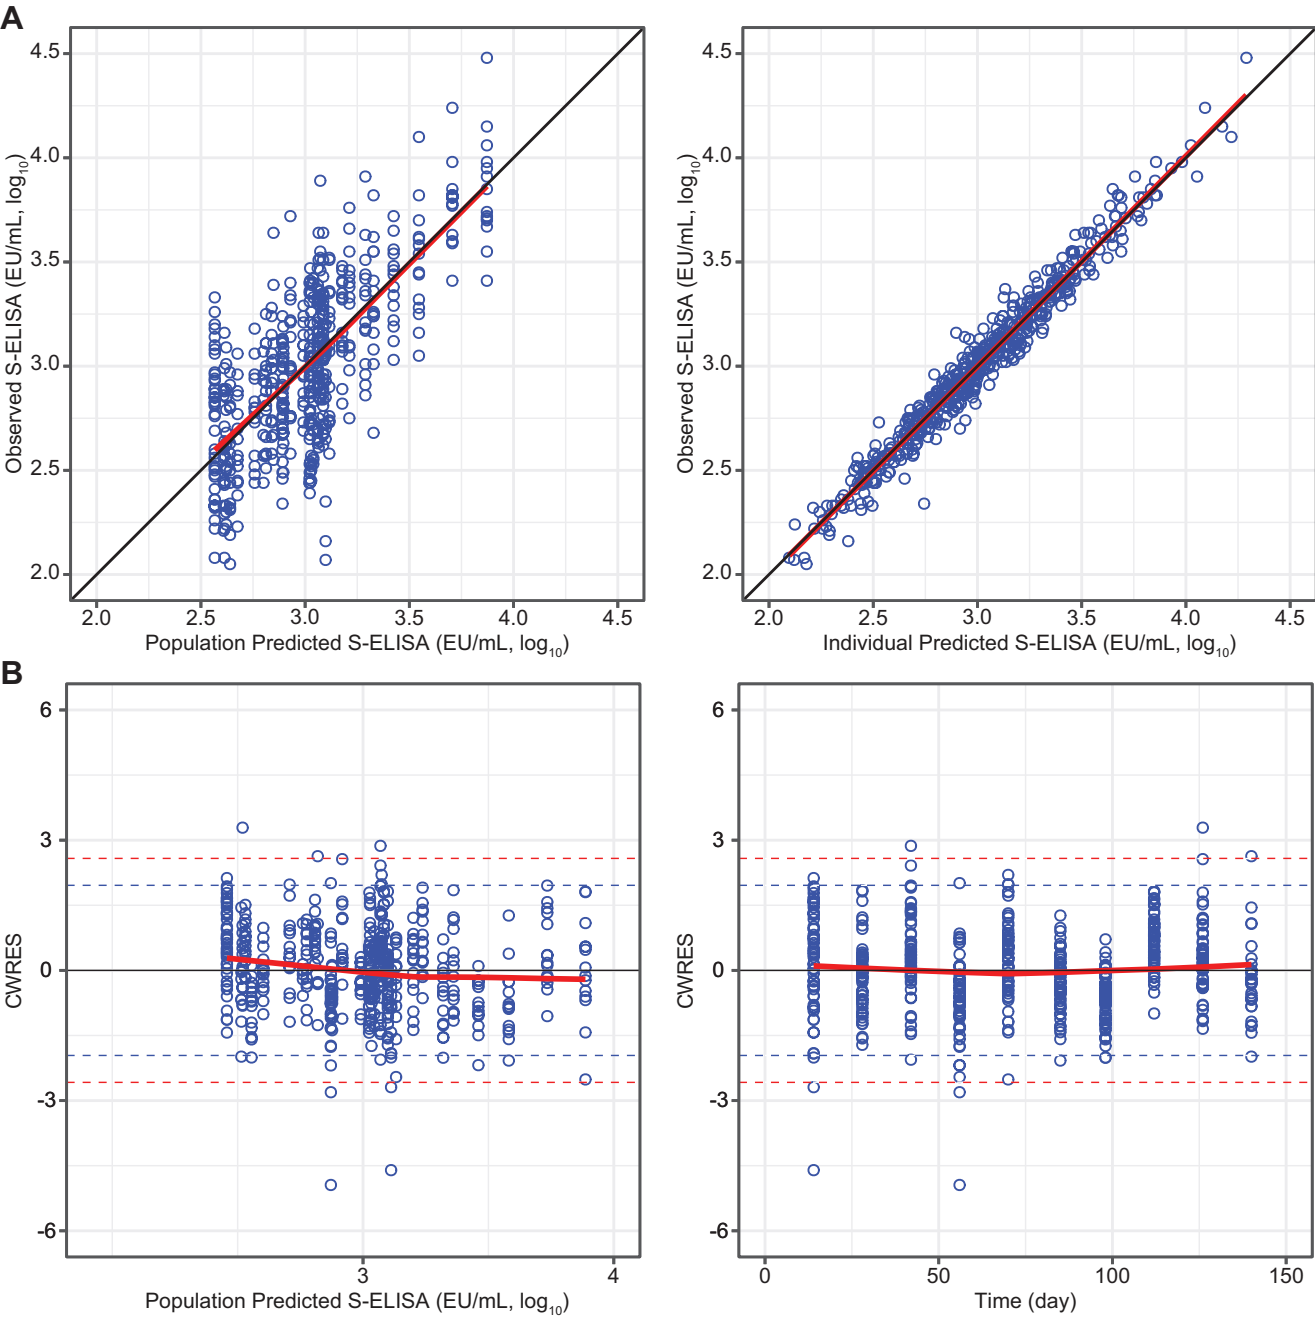 A
4.5
4.0
3.5
3.0
2.5
2.0
Observed S-ELISA (EU/mL, log10)
2.0 2.5 3.0 3.5 4.0 4.5
Population Predicted S-ELISA (EU/mL, log10)
4.5
4.0
3.5
3.0
2.5
2.0
Observed S-ELISA (EU/mL, log10)
2.0 2.5 3.0 3.5 4.0 4.5
Individual Predicted S-ELISA (EU/mL, log10)
B
6
3
0
-3
-6
CWRES
3 4
Population Predicted S-ELISA (EU/mL, log10)
6
3
0
-3
-6
CWRES
0 50 100 150
Time (day)